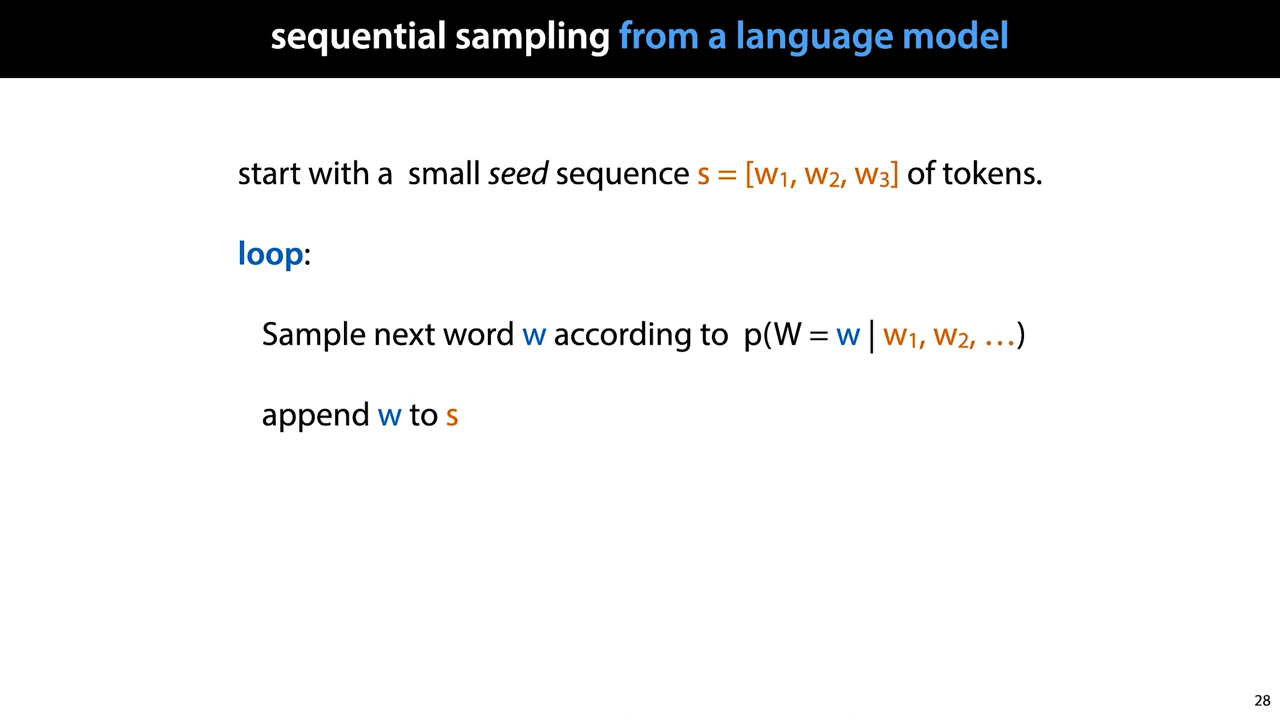 sequential sampling from a language model
start with a small seed sequence s = [w₁, w₂, w₃] of tokens.
loop:
Sample next word w according to p(W = w | w₁, w₂, …)
append w to s
28